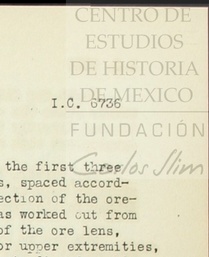 CENTRO DE
ESTUDIOS
DE HISTORIA
DE MEXICO
I.C. 6736
FUNDACIÓN
Carlos Slim
the first three
s, spaced accord-
ection of the ore-
as worked out from
of the ore lens,
or upper extremities,